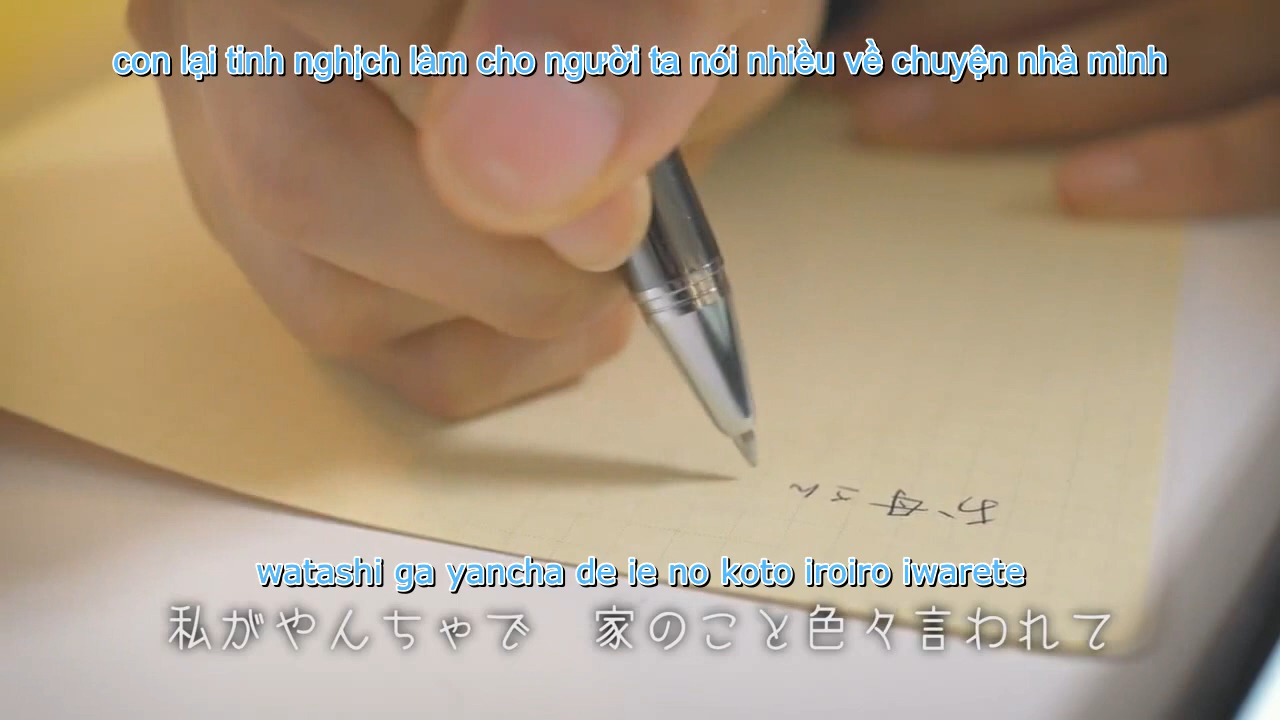 con lại tinh nghịch làm cho người ta nói nhiều về chuyện nhà mình
お母さん
watashi ga yancha de ie no koto iroiro iwarete
私がやんちゃで 家のこと色々言われて